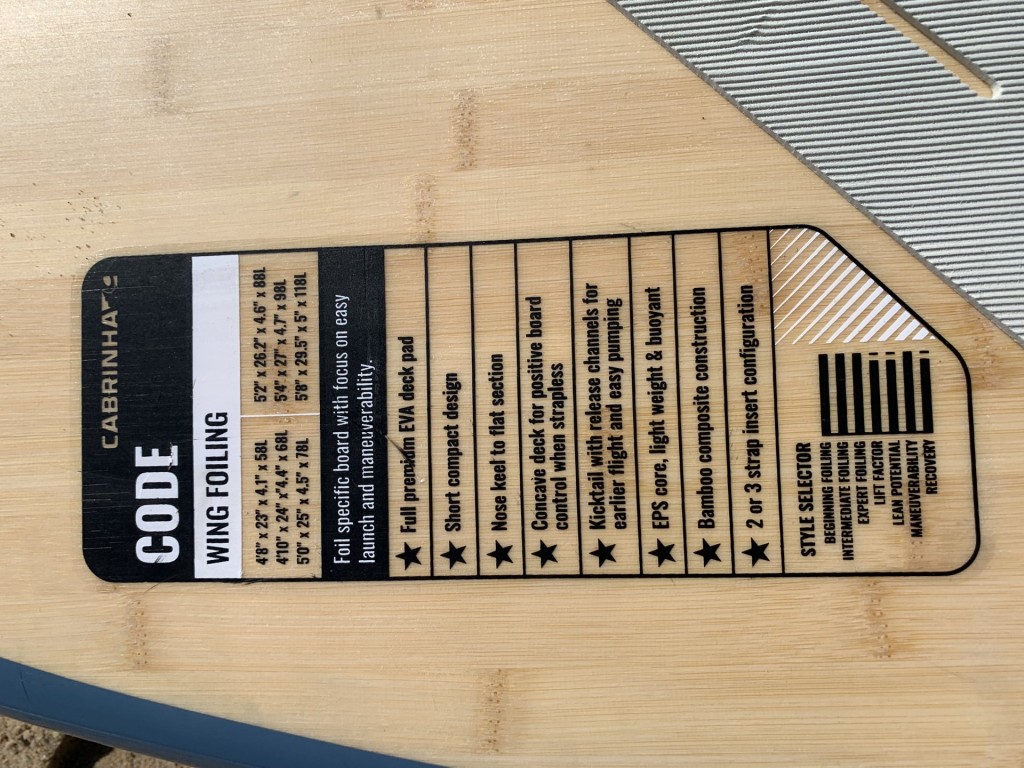 CABRINHA
CODE
WING FOILING
4'8" x 23" x 4.1" x 58L
4'10" x 24" x 4.4" x 68L
5'0" x 25" x 4.5" x 78L
5'2" x 26.2" x 4.6" x 88L
5'4" x 27" x 4.7" x 98L
5'8" x 29.5" x 5" x 118L
Foil specific board with focus on easy
launch and maneuverability.
★ Full premium EVA deck pad
★ Short compact design
★ Nose keel to flat section
★ Concave deck for positive board
control when strapless
★ Kicktail with release channels for
earlier flight and easy pumping
★ EPS core, light weight & buoyant
★ Bamboo composite construction
★ 2 or 3 strap insert configuration
STYLE SELECTOR
BEGINNING FOILING
INTERMEDIATE FOILING
EXPERT FOILING
LIFT FACTOR
LEAN POTENTIAL
MANEUVERABILITY
RECOVERY